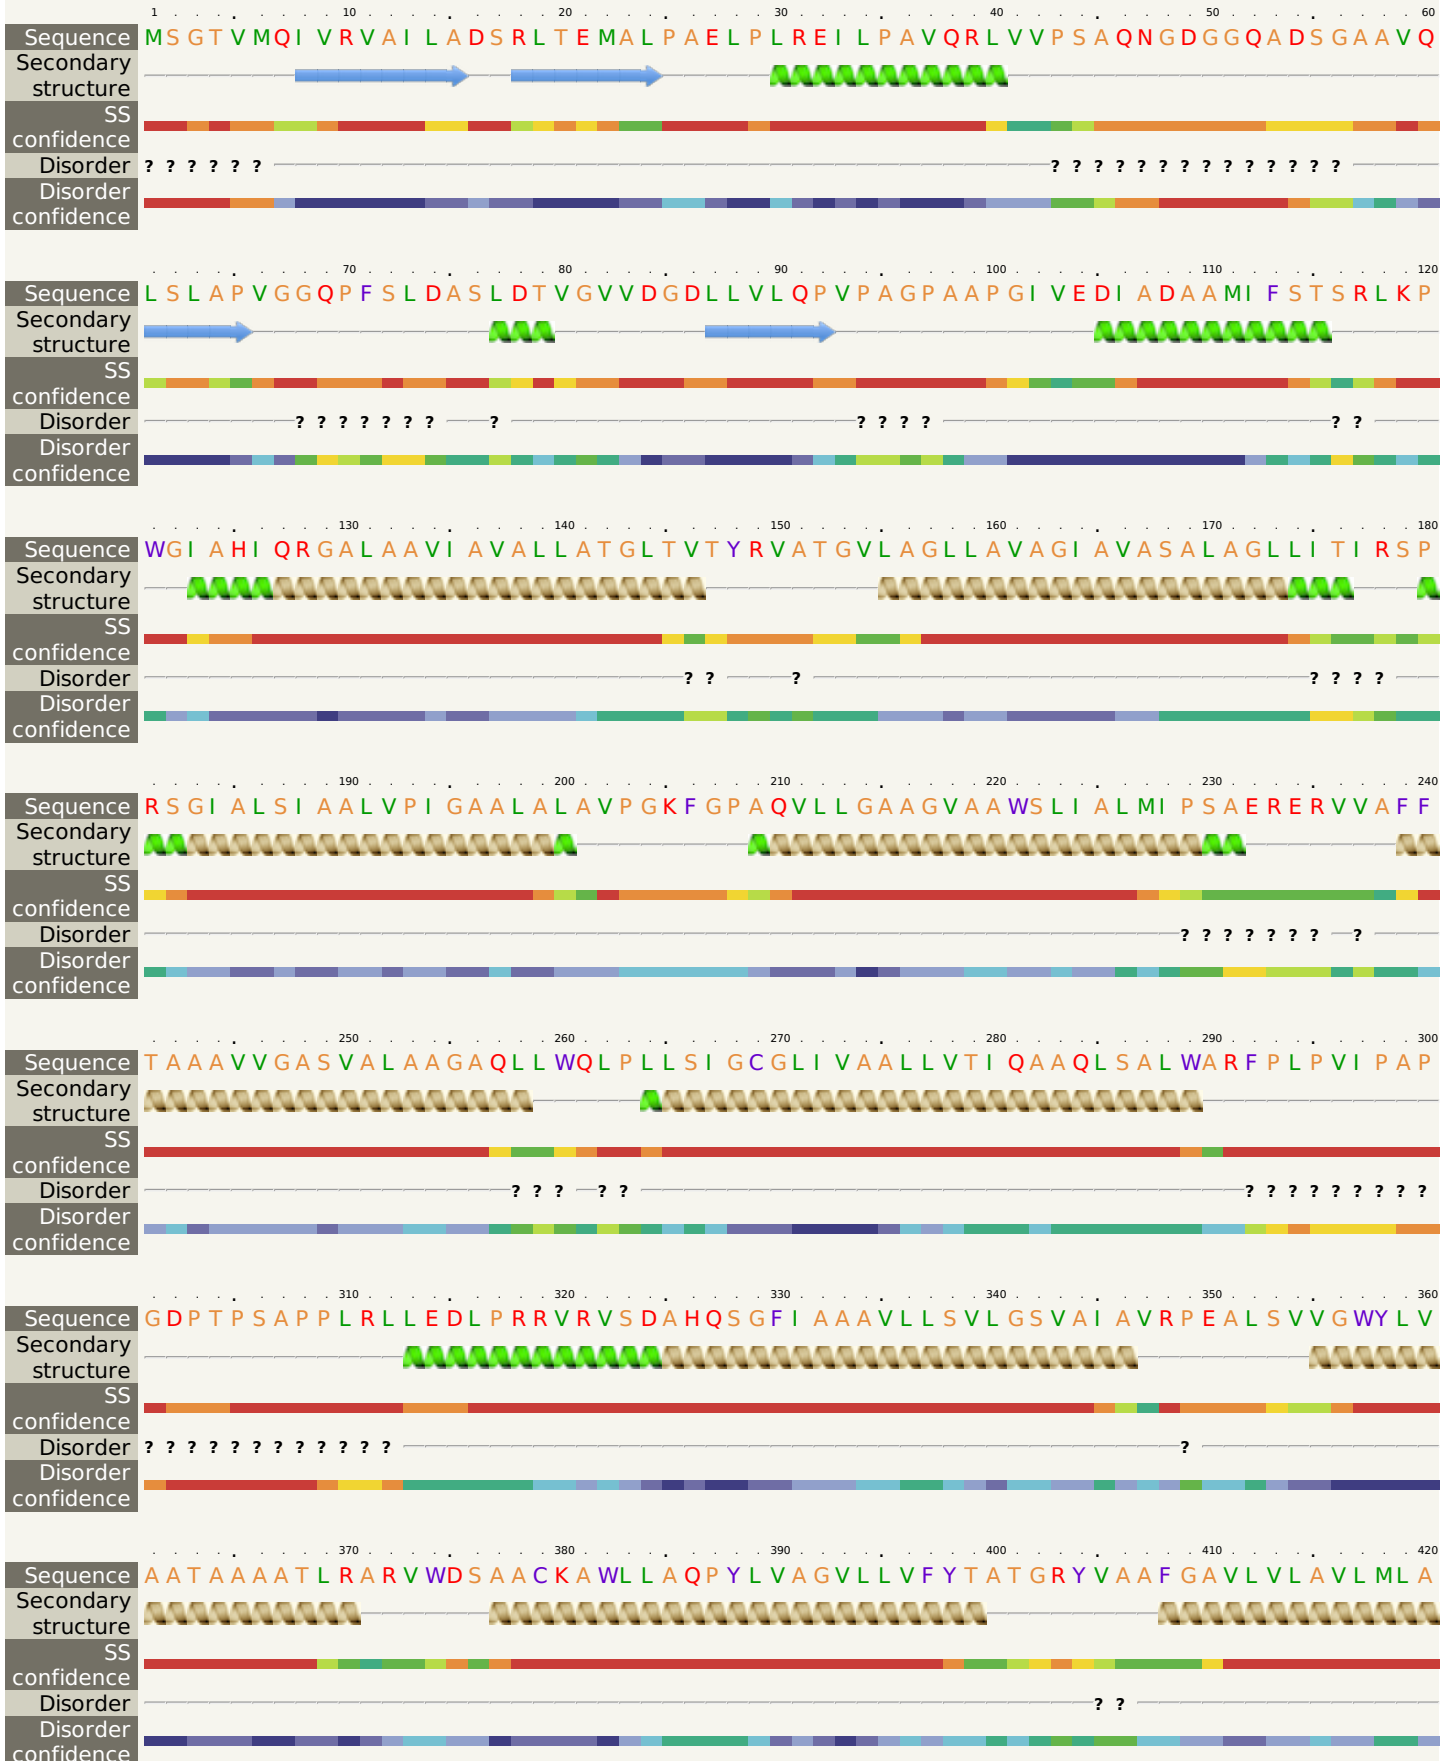 1 10 20 30 40 50 60
Sequence MSGTVMQIVRVAILADSRLTEMALPAELPLREILPAVQRLVVPSAQNGDGGQADSGAAVQ
Secondary structure
SS confidence
Disorder ? ? ? ? ? ? ? ? ? ? ? ? ? ? ? ? ? ? ? ?
Disorder confidence
70 80 90 100 110 120
Sequence LSLAPVGGQPFSLDASLDTVGVVDGDLLVLQPVPAGPAAPGIVEDIADAAMIFSTSRLKP
Secondary structure
SS confidence
Disorder ? ? ? ? ? ? ? ? ? ? ? ? ? ?
Disorder confidence
130 140 150 160 170 180
Sequence WGIAHIQRGALAAVIAVALLATGLTVTYRVATGVLAGLLAVAGIAVASALAGLLITIRSP
Secondary structure
SS confidence
Disorder ? ? ? ? ? ? ?
Disorder confidence
190 200 210 220 230 240
Sequence RSGIALSIAALVPIGAALALAVPGKFGPAQVLLGAAGVAAWSLIALMIPSAERERVVAFF
Secondary structure
SS confidence
Disorder ? ? ? ? ? ? ? ?
Disorder confidence
250 260 270 280 290 300
Sequence TAAAVVGASVALAAGAQLLWQLPLLSIGCGLIVAALLVTIQAAQLSALWARFPLPVIPAP
Secondary structure
SS confidence
Disorder ? ? ? ? ? ? ? ? ? ? ? ? ? ?
Disorder confidence
310 320 330 340 350 360
Sequence GDPTPSAPPLRLLEDLPRRVRVSDAHQSGFIAAAVLLSVLGSVAIAVRPEALSVVGWYLV
Secondary structure
SS confidence
Disorder ? ? ? ? ? ? ? ? ? ? ? ? ?
Disorder confidence
370 380 390 400 410 420
Sequence AATAAAATLRARVWDSAACKAWLLAQPYLVAGVLLVFYTATGRYVAAFGAVLVLAVLMLA
Secondary structure
SS confidence
Disorder ? ?
Disorder confidence